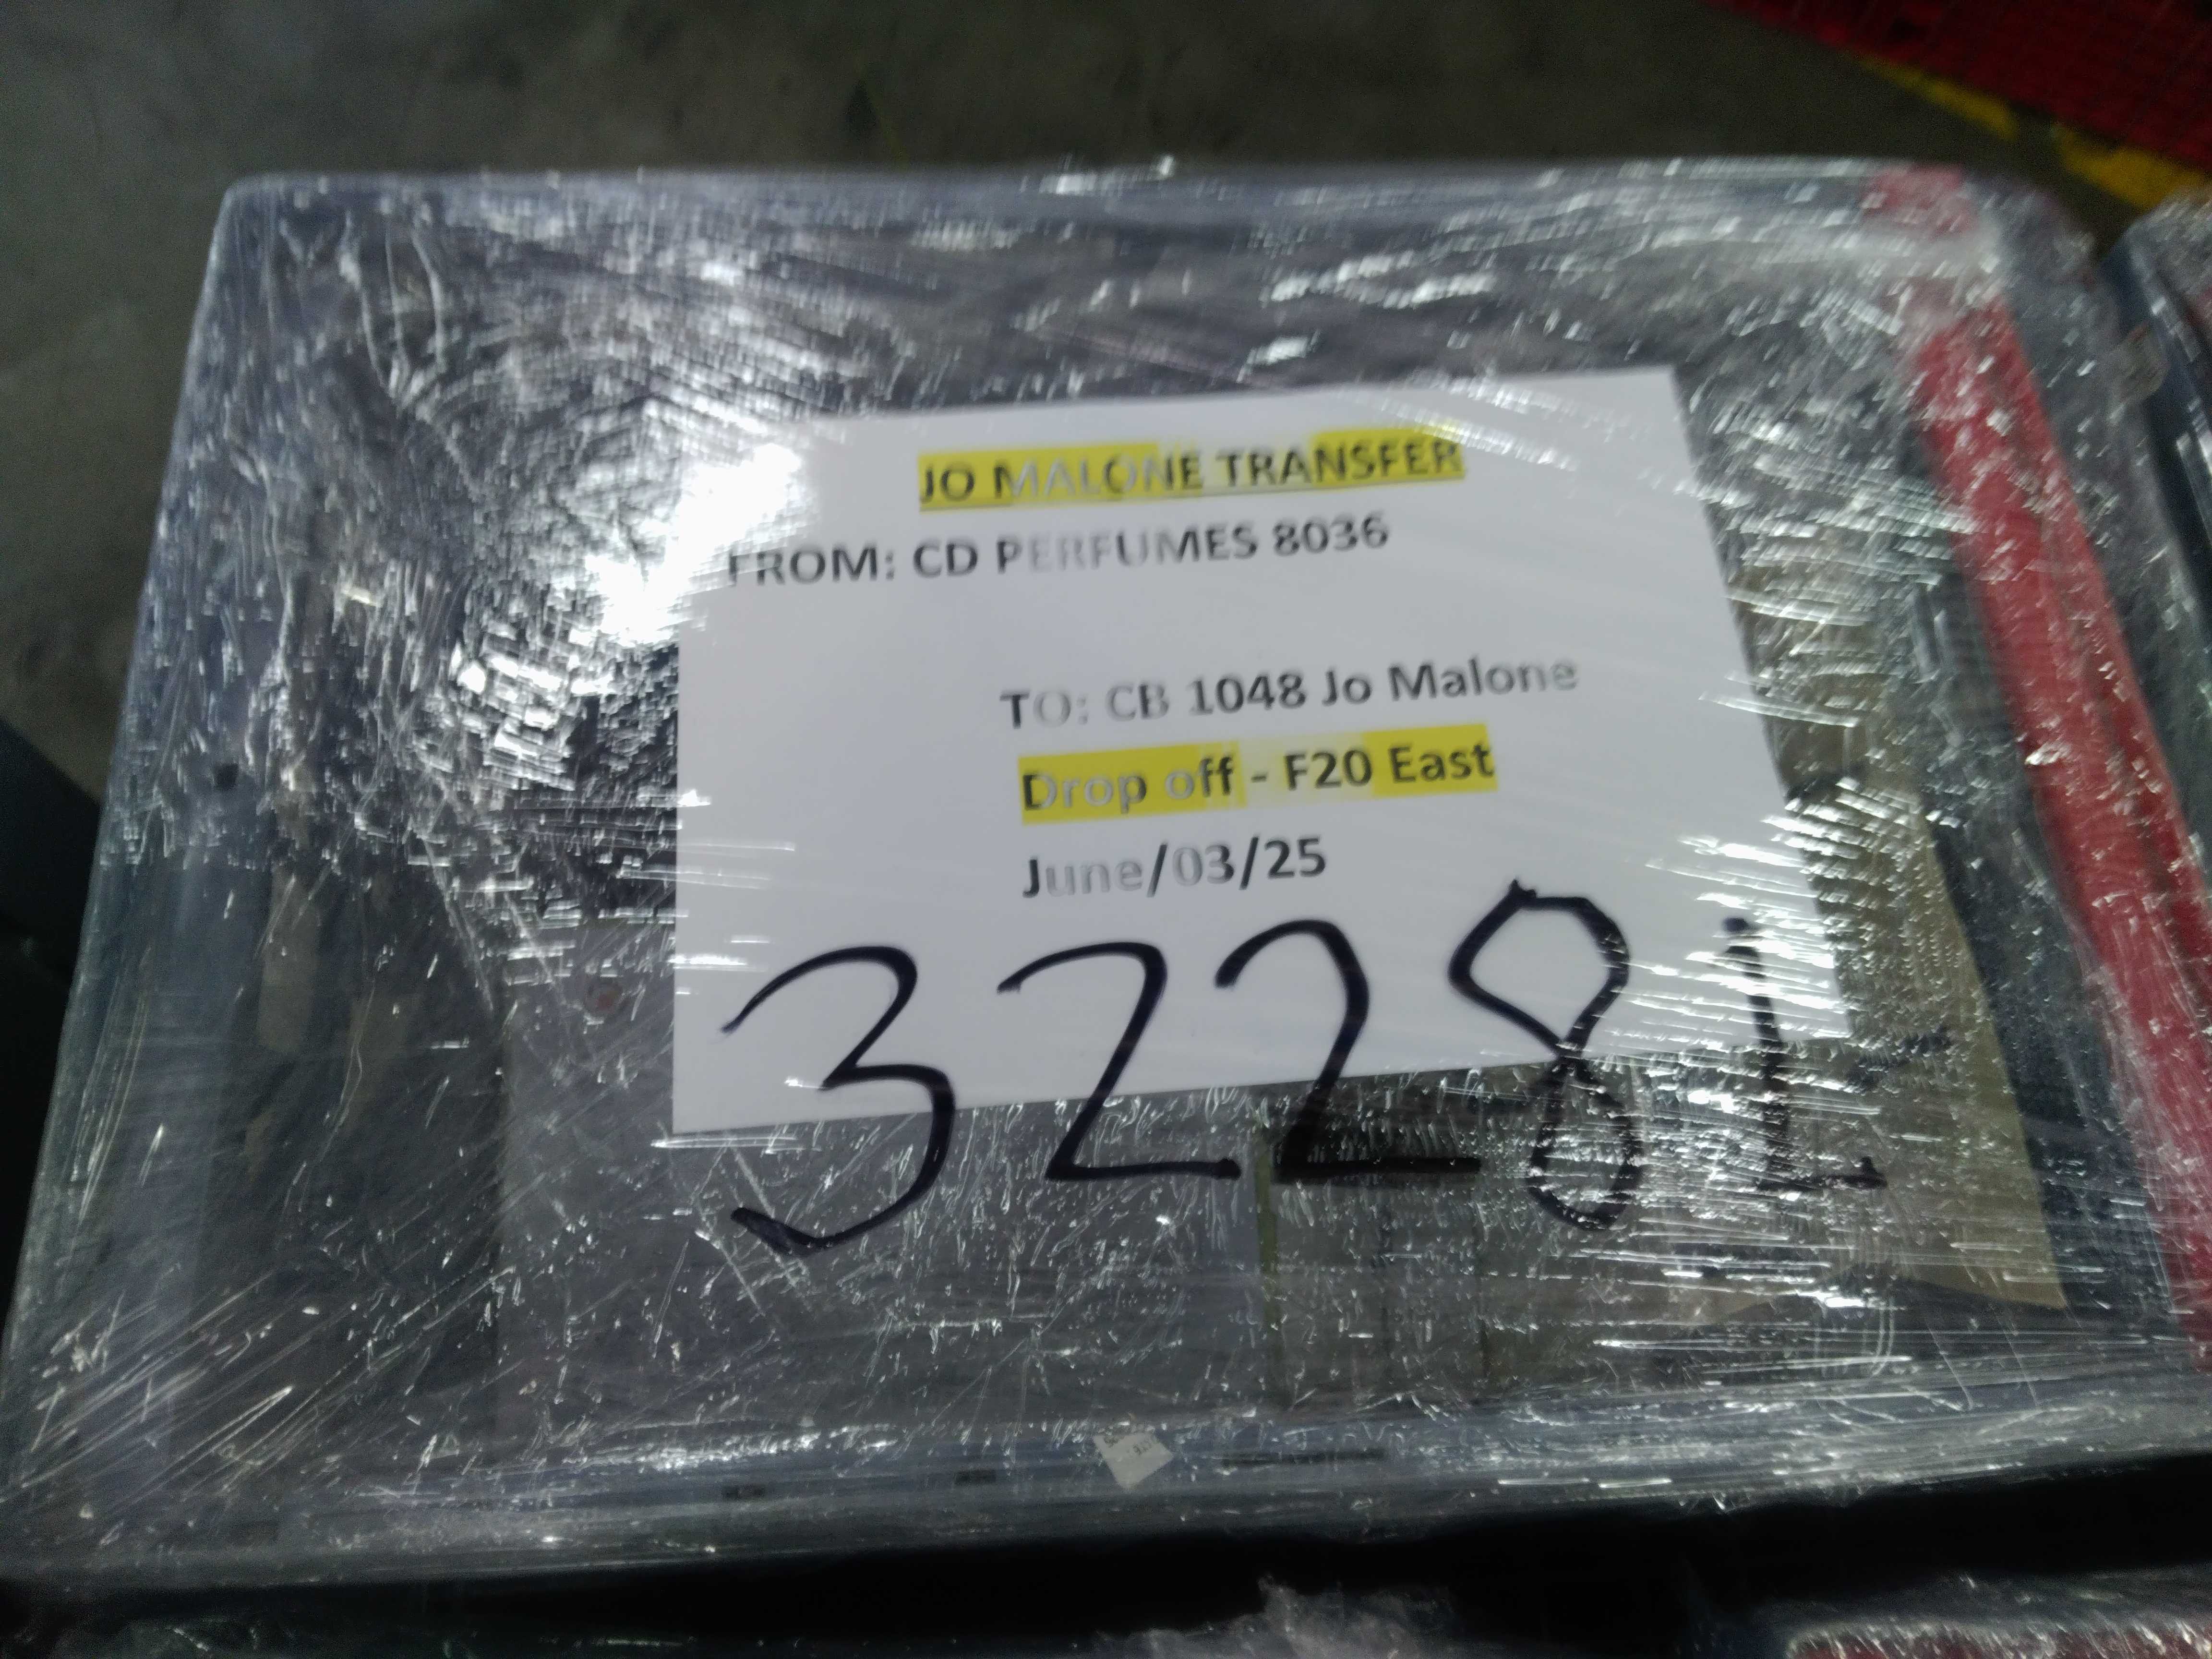 JO MALONE TRANSFER
FROM: CD PERFUMES 8036
TO: CB 1048 Jo Malone
Drop off - F20 East
June/03/25
32281